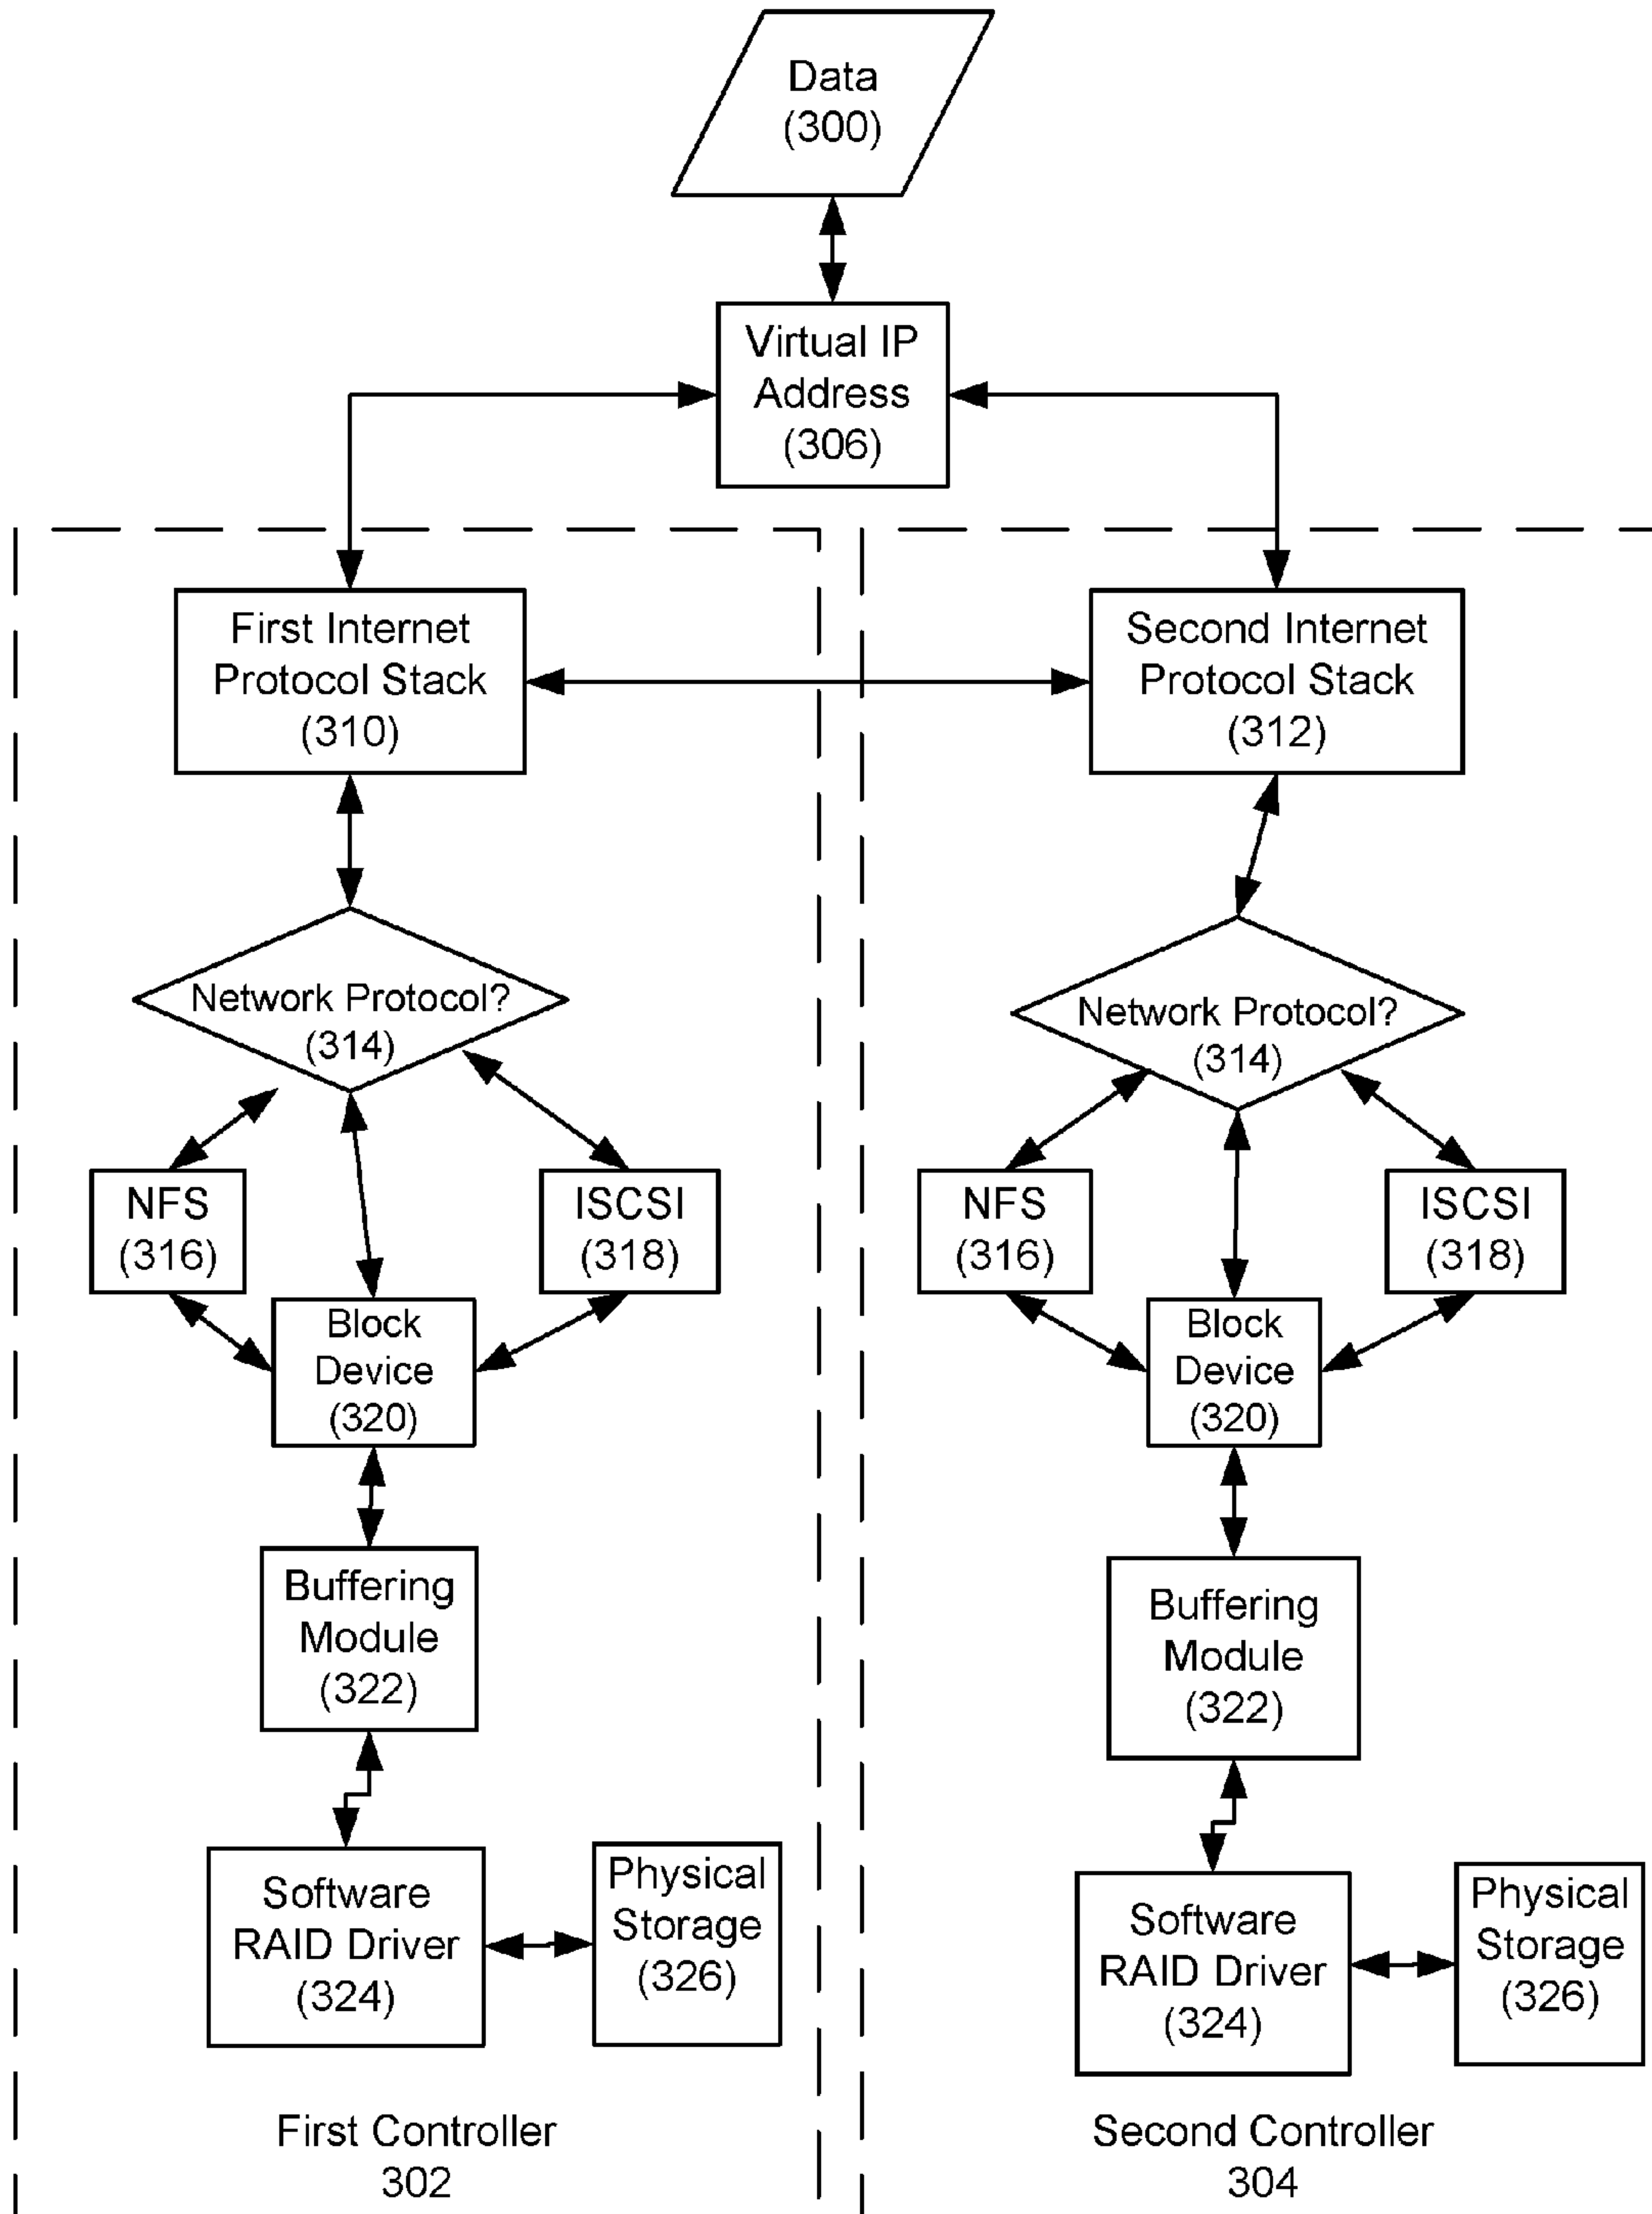 Data
(300)
Virtual IP
Address
(306)
First Internet
Protocol Stack
(310)
Second Internet
Protocol Stack
(312)
Network Protocol?
(314)
Network Protocol?
(314)
NFS
(316)
ISCSI
(318)
NFS
(316)
ISCSI
(318)
Block
Device
(320)
Block
Device
(320)
Buffering
Module
(322)
Buffering
Module
(322)
Software
RAID Driver
(324)
Physical
Storage
(326)
Software
RAID Driver
(324)
Physical
Storage
(326)
First Controller
302
Second Controller
304